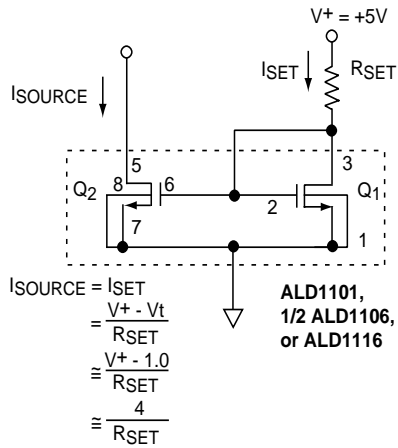 V+ = +5V
ISET
RSET
ISOURCE
5
3
Q2
8
6
2
Q1
7
1
ISOURCE = ISET
= V+ - Vt
RSET
≅ V+ - 1.0
RSET
≅ 4
RSET
ALD1101,
1/2 ALD1106,
or ALD1116